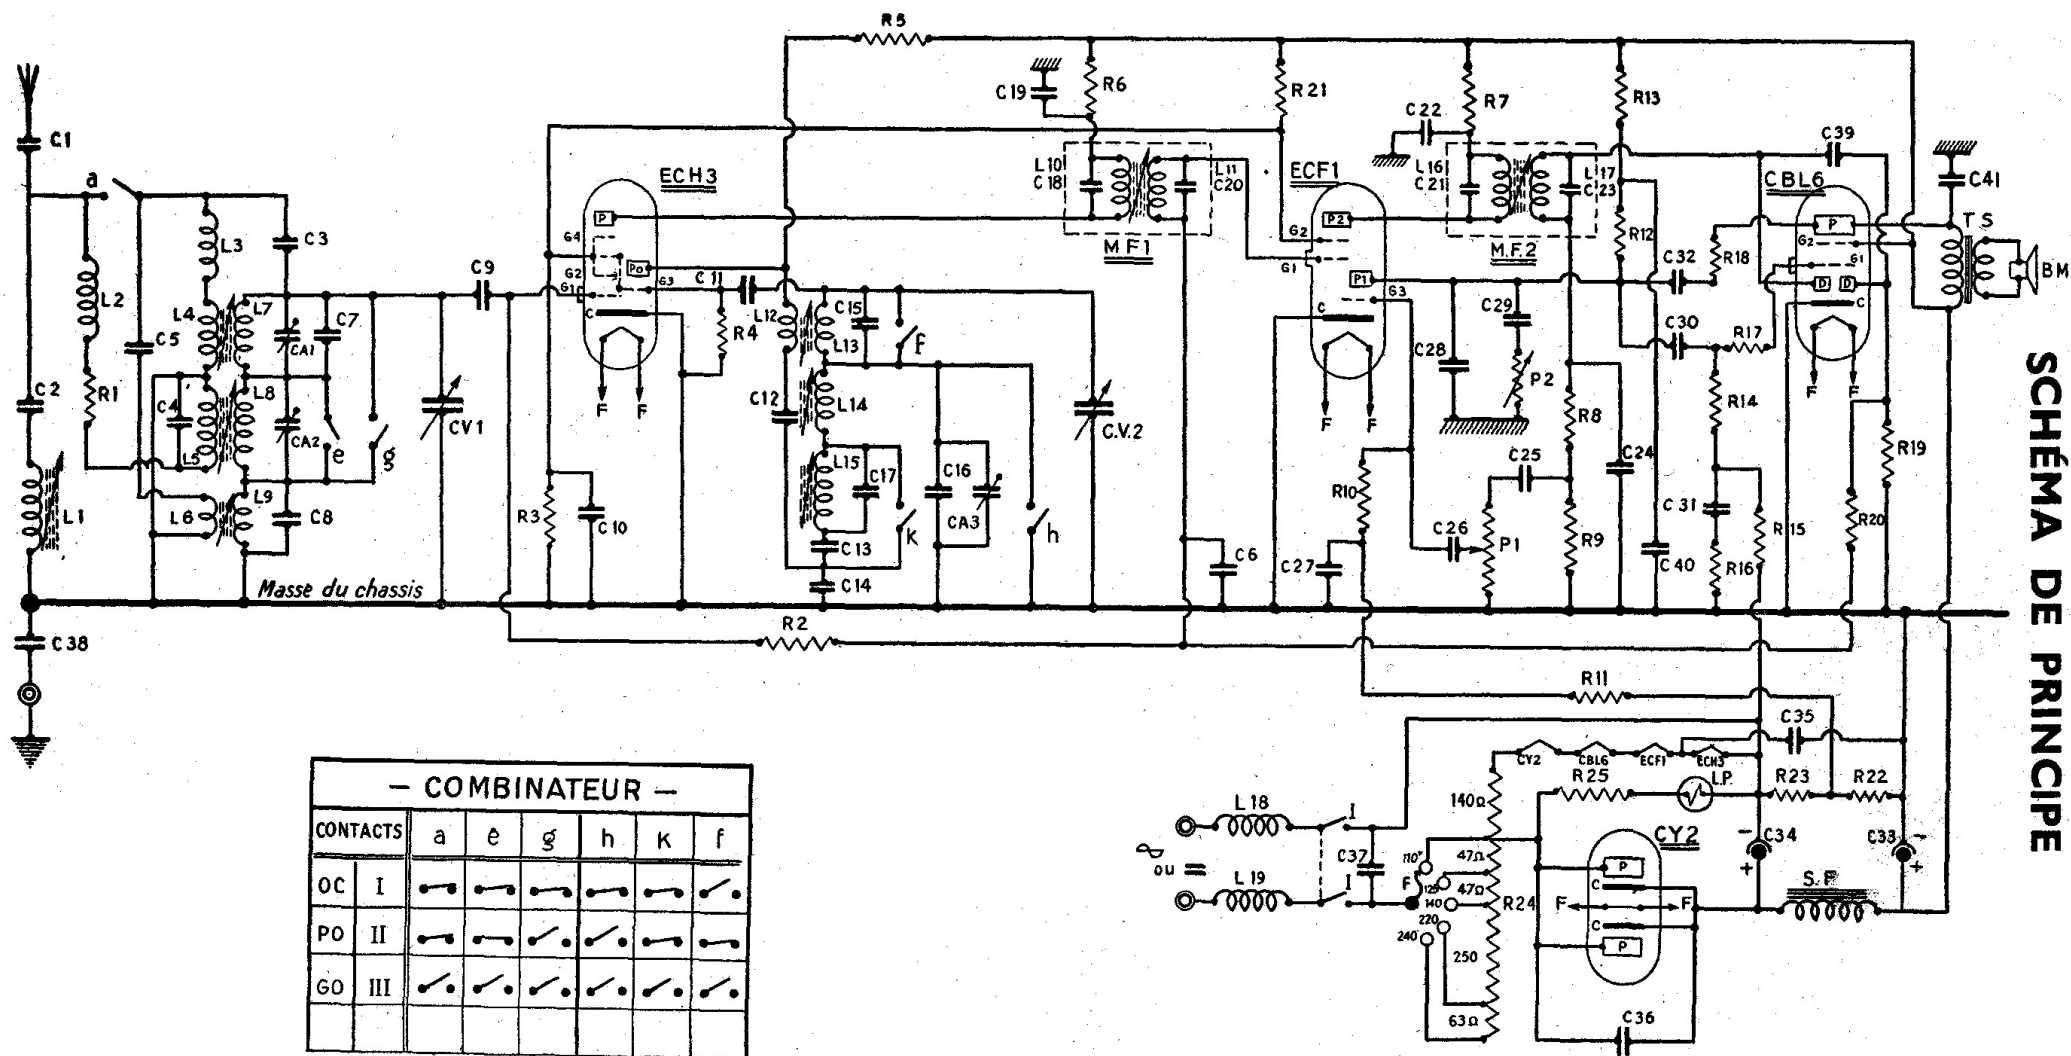 R5
C1
a
L2
R1
C2
L1
C38
C5
L3
C3
L4
L7
CA1
C7
C4
L8
L5
CA2
e
g
L6
L9
C8
Masse du chassis
CV1
C9
ECH3
P
G4
G2
Po
G1
G3
C
F
F
R3
C10
C11
R4
L12
C15
L13
f
C12
L14
L15
C17
C16
CA3
k
h
C13
C14
C.V.2
R2
C19
R6
L10
C18
L11
C20
MF1
R21
ECF1
P2
G2
G1
P1
G3
C
F
F
C6
C27
R10
C26
P1
C22
R7
L16
C21
L17
C23
M.F.2
C28
C29
P2
C25
R8
R9
C24
R13
R12
C40
C32
R18
C30
R17
R14
C31
R16
R15
C39
CBL6
P
G2
G1
D
D
C
F
F
R19
R20
C41
TS
BM
SCHÉMA DE PRINCIPE
R11
C35
CY2
CBL6
ECF1
ECH3
R25
L.P.
R23
R22
140Ω
47Ω
47Ω
R24
250
63Ω
L18
L19
I
I
C37
ou
F
110
125
140
220
240
CY2
P
C
F
F
C
P
C34
-
+
C33
-
+
S.F.
C36
— COMBINATEUR —
CONTACTS a e g h k f
OC I
PO II
GO III